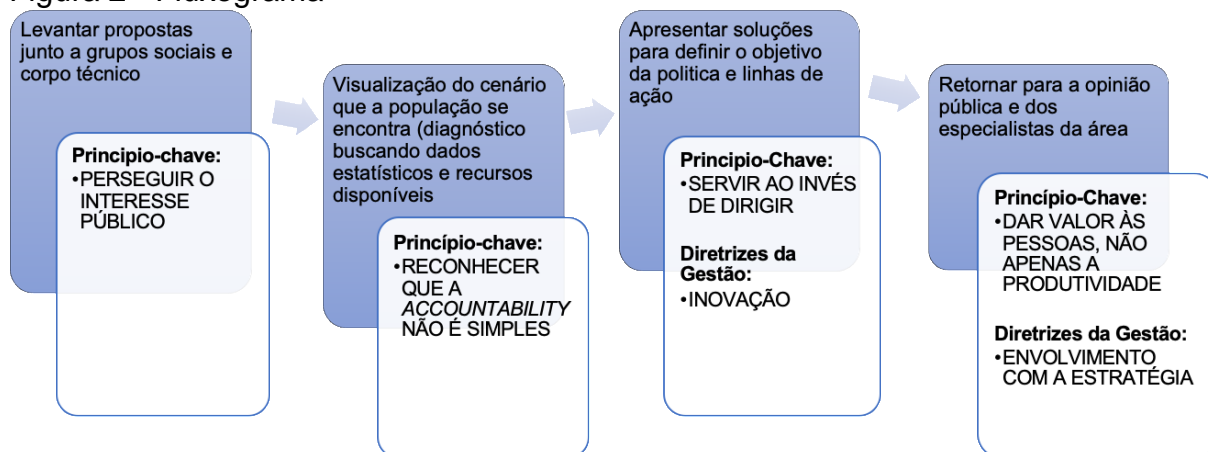 Levantar propostas
junto a grupos sociais e
corpo técnico
Principio-chave:
•PERSEGUIR O
INTERESSE
PÚBLICO
Visualização do cenário
que a população se
encontra (diagnóstico
buscando dados
estatísticos e recursos
disponíveis
Princípio-chave:
•RECONHECER
QUE A
ACCOUNTABILITY
NÃO É SIMPLES
Apresentar soluções
para definir o objetivo
da politica e linhas de
ação
Principio-Chave:
•SERVIR AO INVÉS
DE DIRIGIR
Diretrizes da
Gestão:
•INOVAÇÃO
Retornar para a opinião
pública e dos
especialistas da área
Princípio-Chave:
•DAR VALOR ÀS
PESSOAS, NÃO
APENAS A
PRODUTIVIDADE
Diretrizes da Gestão:
•ENVOLVIMENTO
COM A ESTRATÉGIA